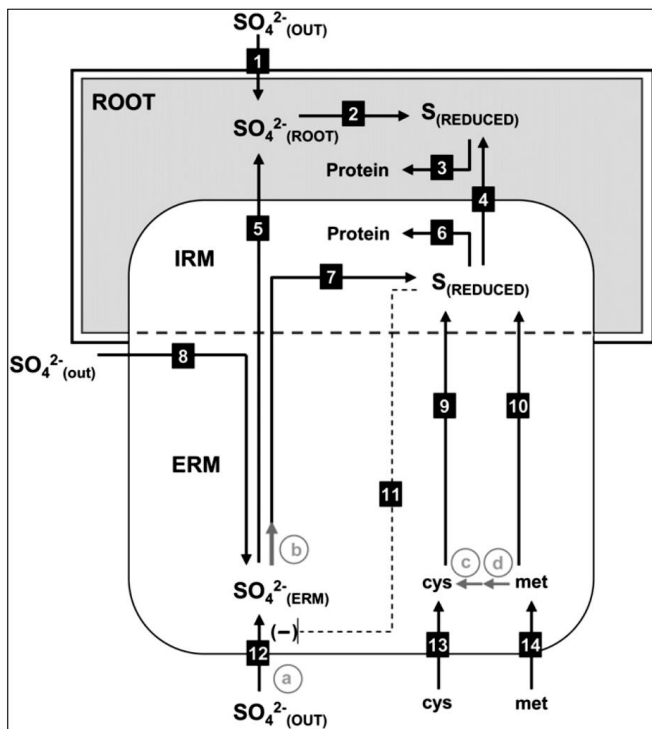 SO₄²⁻(OUT)
1
ROOT
SO₄²⁻(ROOT)
2
S(REDUCED)
Protein
3
4
5
Protein
6
IRM
7
S(REDUCED)
SO₄²⁻(out)
8
9
10
ERM
11
b
SO₄²⁻(ERM)
cys
c
d
met
(−)
12
13
14
a
SO₄²⁻(OUT)
cys
met